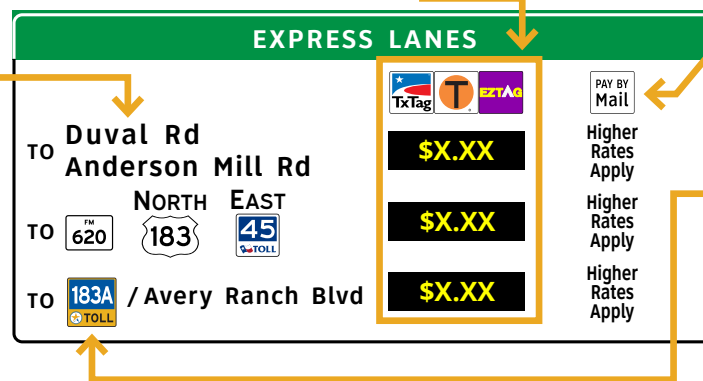 EXPRESS LANES
TxTag T EZTAG PAY BY Mail
TO Duval Rd
Anderson Mill Rd
$X.XX
Higher
Rates
Apply
NORTH EAST
TO FM 620 183 45 TOLL
$X.XX
Higher
Rates
Apply
TO 183A TOLL / Avery Ranch Blvd
$X.XX
Higher
Rates
Apply